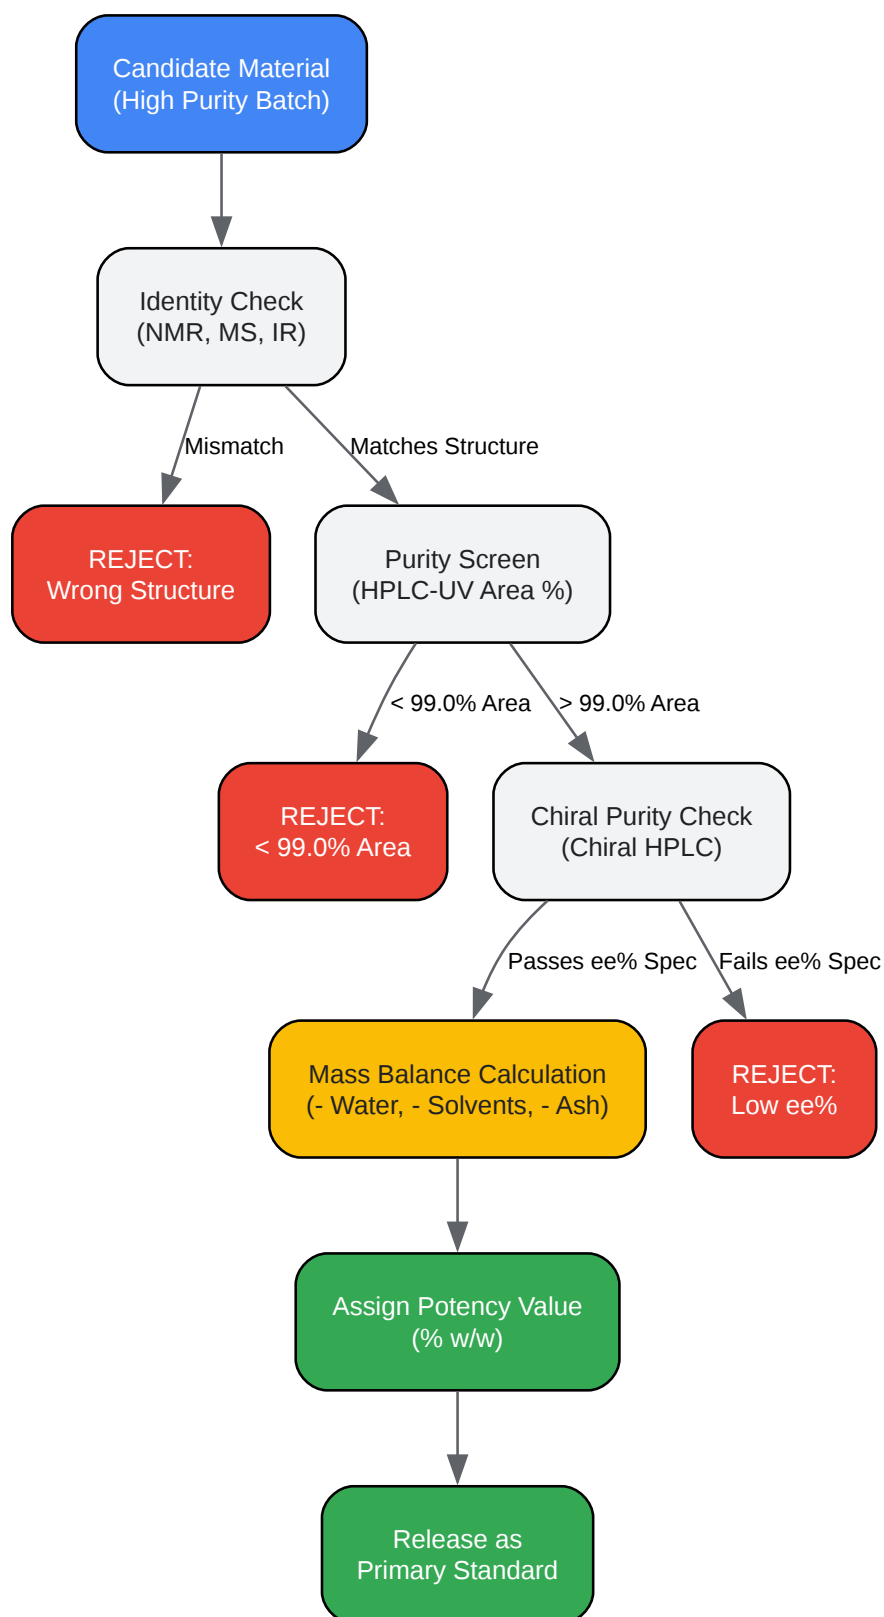 Candidate Material
(High Purity Batch)
Identity Check
(NMR, MS, IR)
Mismatch
Matches Structure
REJECT:
Wrong Structure
Purity Screen
(HPLC-UV Area %)
< 99.0% Area
> 99.0% Area
REJECT:
< 99.0% Area
Chiral Purity Check
(Chiral HPLC)
Passes ee% Spec
Fails ee% Spec
Mass Balance Calculation
(- Water, - Solvents, - Ash)
REJECT:
Low ee%
Assign Potency Value
(% w/w)
Release as
Primary Standard